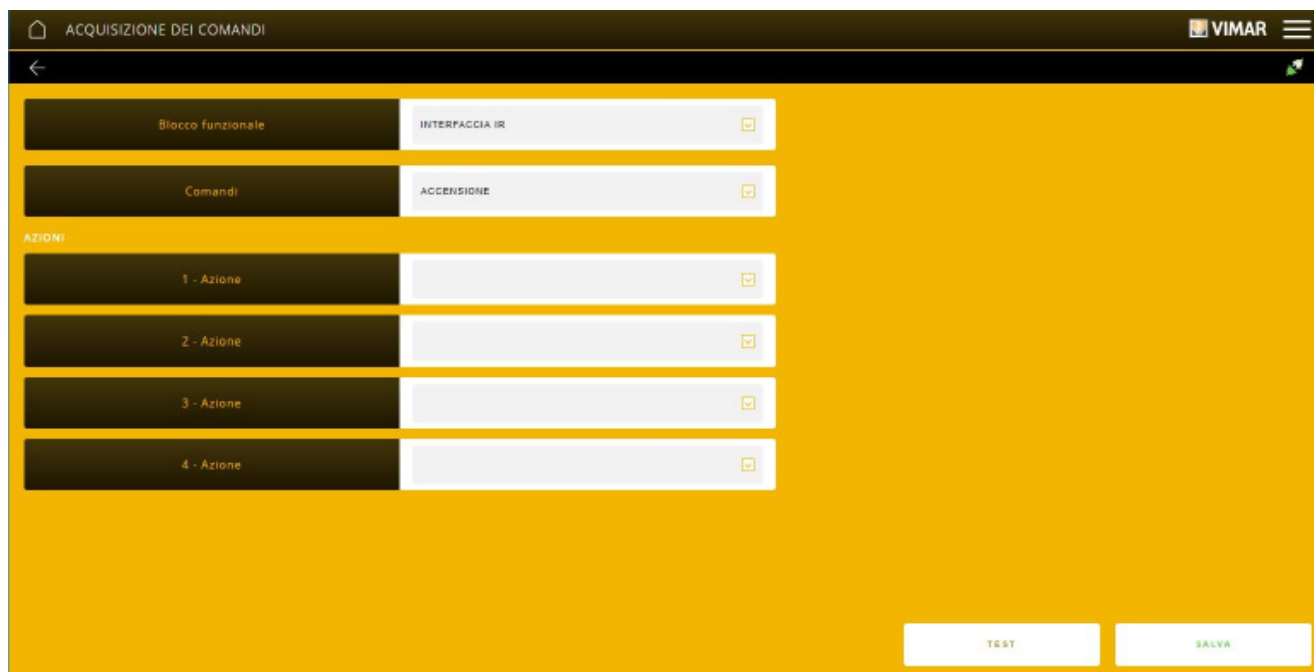 ACQUISIZIONE DEI COMANDI
VIMAR
Blocco funzionale
INTERFACCIA IR
Comandi
ACCENSIONE
AZIONI
1 - Azione
2 - Azione
3 - Azione
4 - Azione
TEST
SALVA